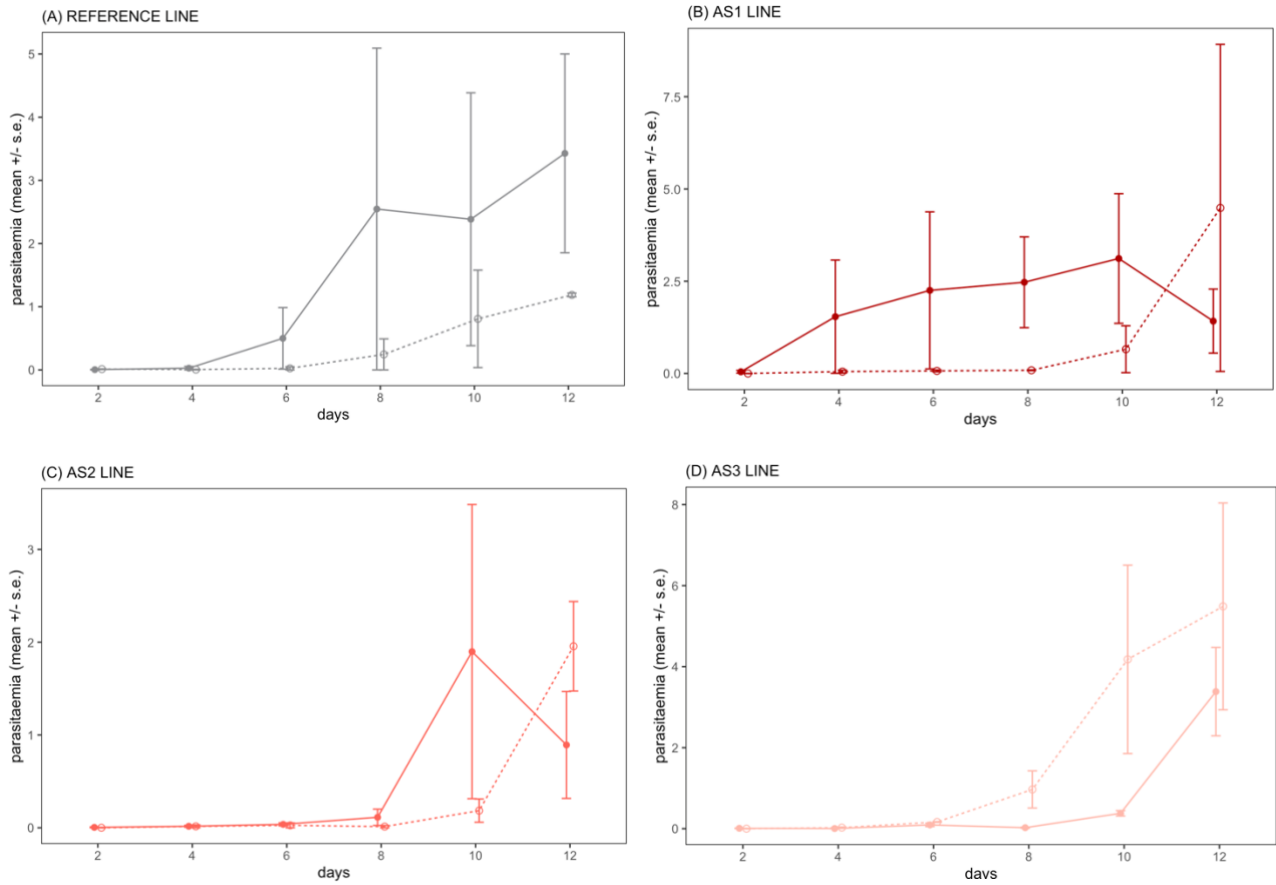 (A) REFERENCE LINE
parasitaemia (mean +/- s.e.)
5
4
3
2
1
0
2 4 6 8 10 12
days
(B) AS1 LINE
parasitaemia (mean +/- s.e.)
7.5
5.0
2.5
0.0
2 4 6 8 10 12
days
(C) AS2 LINE
parasitaemia (mean +/- s.e.)
3
2
1
0
2 4 6 8 10 12
days
(D) AS3 LINE
parasitaemia (mean +/- s.e.)
8
6
4
2
0
2 4 6 8 10 12
days